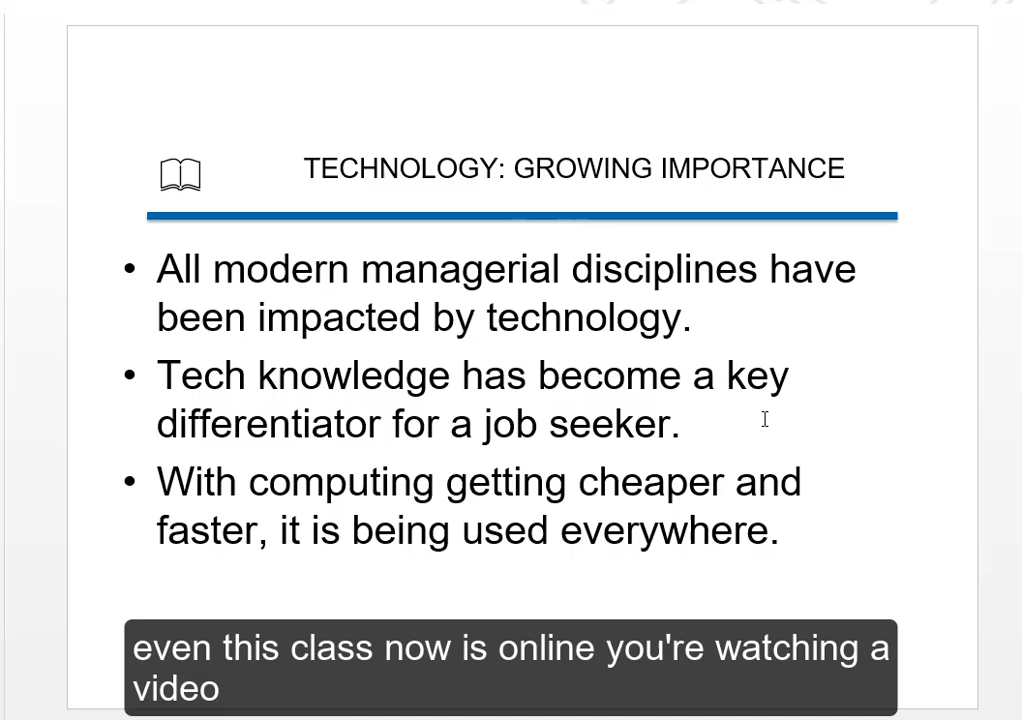 TECHNOLOGY: GROWING IMPORTANCE
• All modern managerial disciplines have
been impacted by technology.
• Tech knowledge has become a key
differentiator for a job seeker.
• With computing getting cheaper and
faster, it is being used everywhere.
even this class now is online you're watching a
video